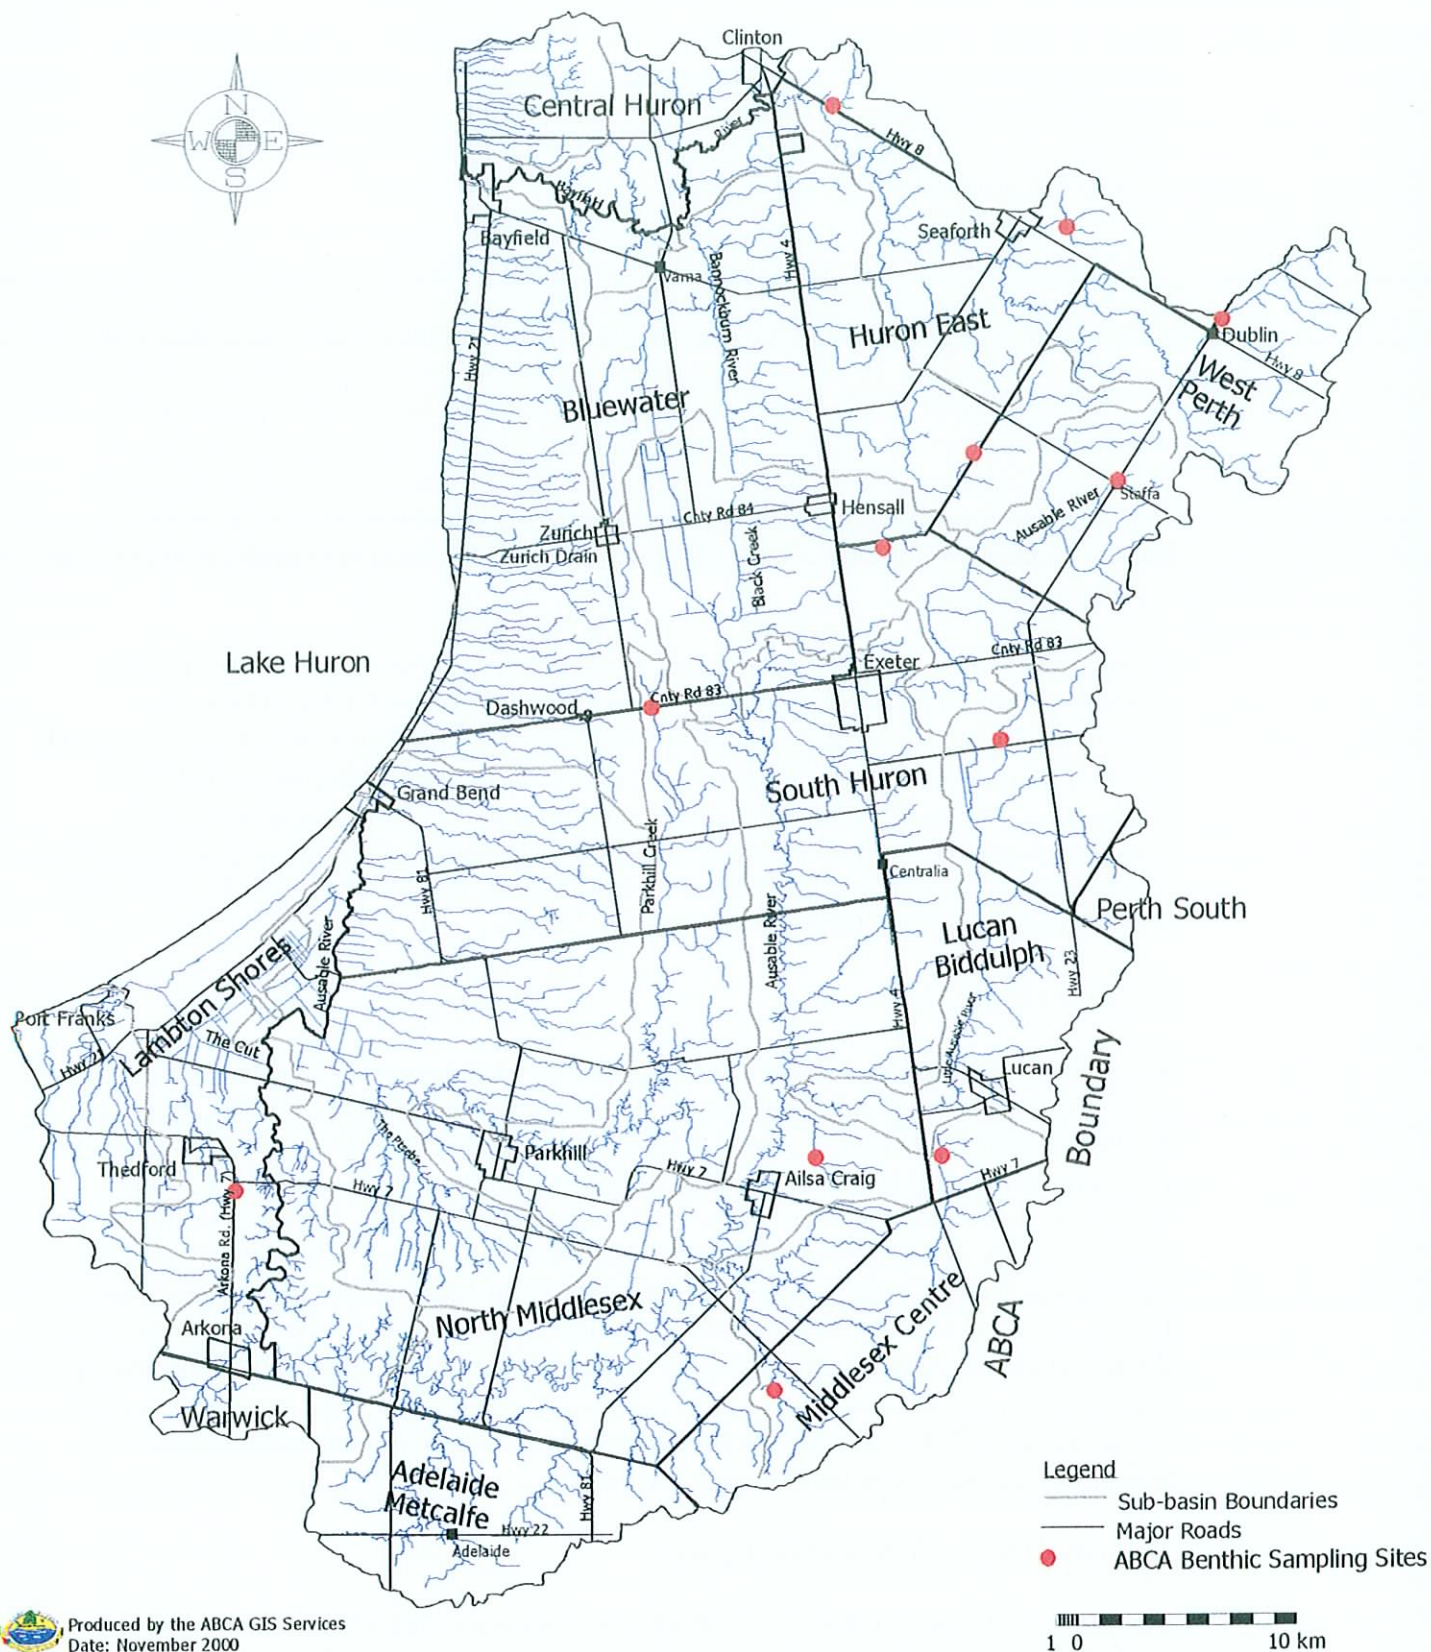 Clinton
N
W E
S
Central Huron
River
Hwy 8
Bayfield
Seaforth
Bayfield
Hwy 4
Varna
Bannockburn River
Huron East
Dublin
Hwy 8
Hwy 21
West
Perth
Bluewater
Staffa
Ausable River
Hensall
Cnty Rd 84
Zurich
Zurich Drain
Black Creek
Lake Huron
Exeter
Cnty Rd 83
Cnty Rd 83
Dashwood
South Huron
Grand Bend
Parkhill Creek
Centralia
Hwy 81
Perth South
Ausable River
Lucan
Biddulph
Ausable River
Hwy 23
Lambton Shores
Hwy 4
Port Franks
The Cut
Little Ausable River
Hwy 21
Lucan
Boundary
Parkhill
Thedford
Hwy 7
Ailsa Craig
Hwy 7
Hwy 7
Arkona Rd. (Hwy 7)
North Middlesex
Middlesex Centre
ABCA
Arkona
Warwick
Adelaide
Metcalfe
Hwy 81
Hwy 22
Adelaide
Legend
Sub-basin Boundaries
Major Roads
ABCA Benthic Sampling Sites
Produced by the ABCA GIS Services
Date: November 2000
1 0 10 km